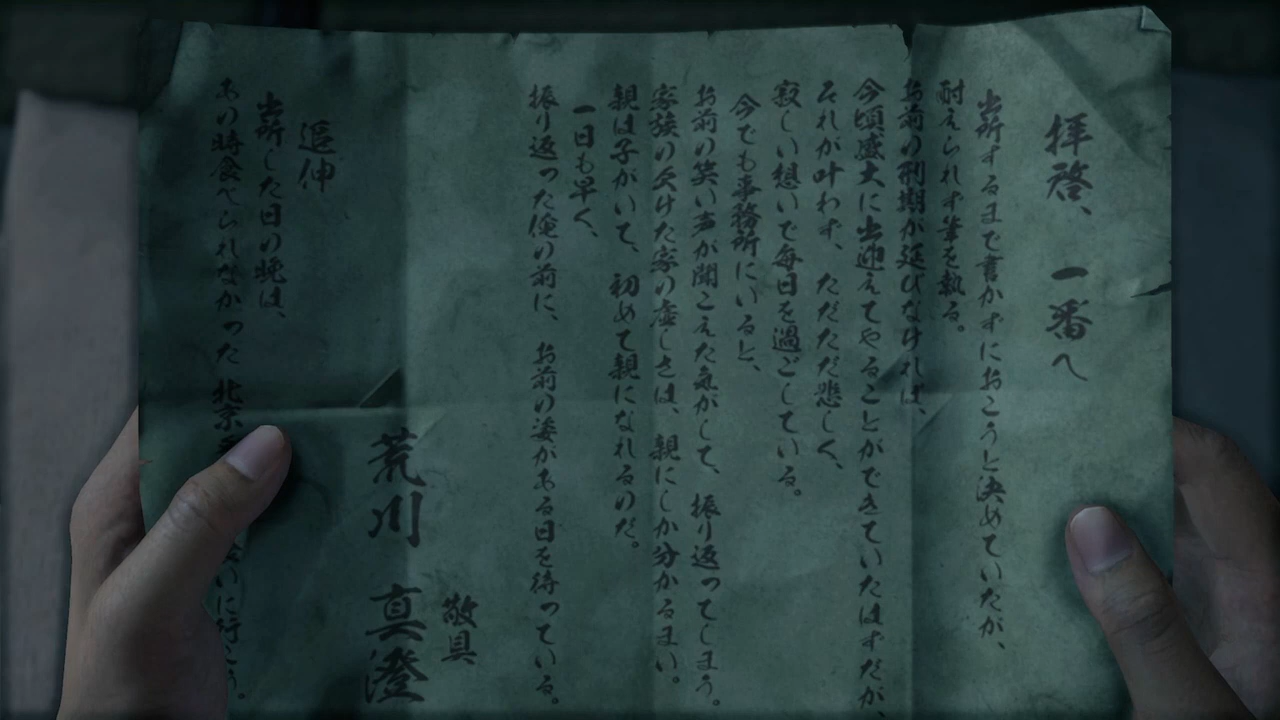 拝啓、一番へ
出所するまで書かずにおこうと決めていたが、
耐えられず筆を執る。
お前の刑期が延びなければ、
今頃盛大に出迎えてやることができていたはずだが、
それが叶わず、ただただ悲しく、
寂しい想いで毎日を過ごしている。
今でも事務所にいると、
お前の笑い声が聞こえた気がして、振り返ってしまう。
家族の欠けた家の虚しさは、親にしか分かるまい。
親は子がいて、初めて親になれるのだ。
一日も早く、
振り返った俺の前に、お前の姿がある日を待っている。
敬具
荒川 真澄
追伸
出所した日の晩は、
あの時食べられなかった北京 いに行こう。